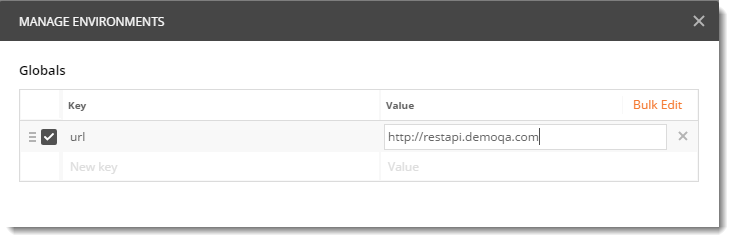 MANAGE ENVIRONMENTS
Globals
Key Value Bulk Edit
url http://restapi.demoqa.com
New key Value